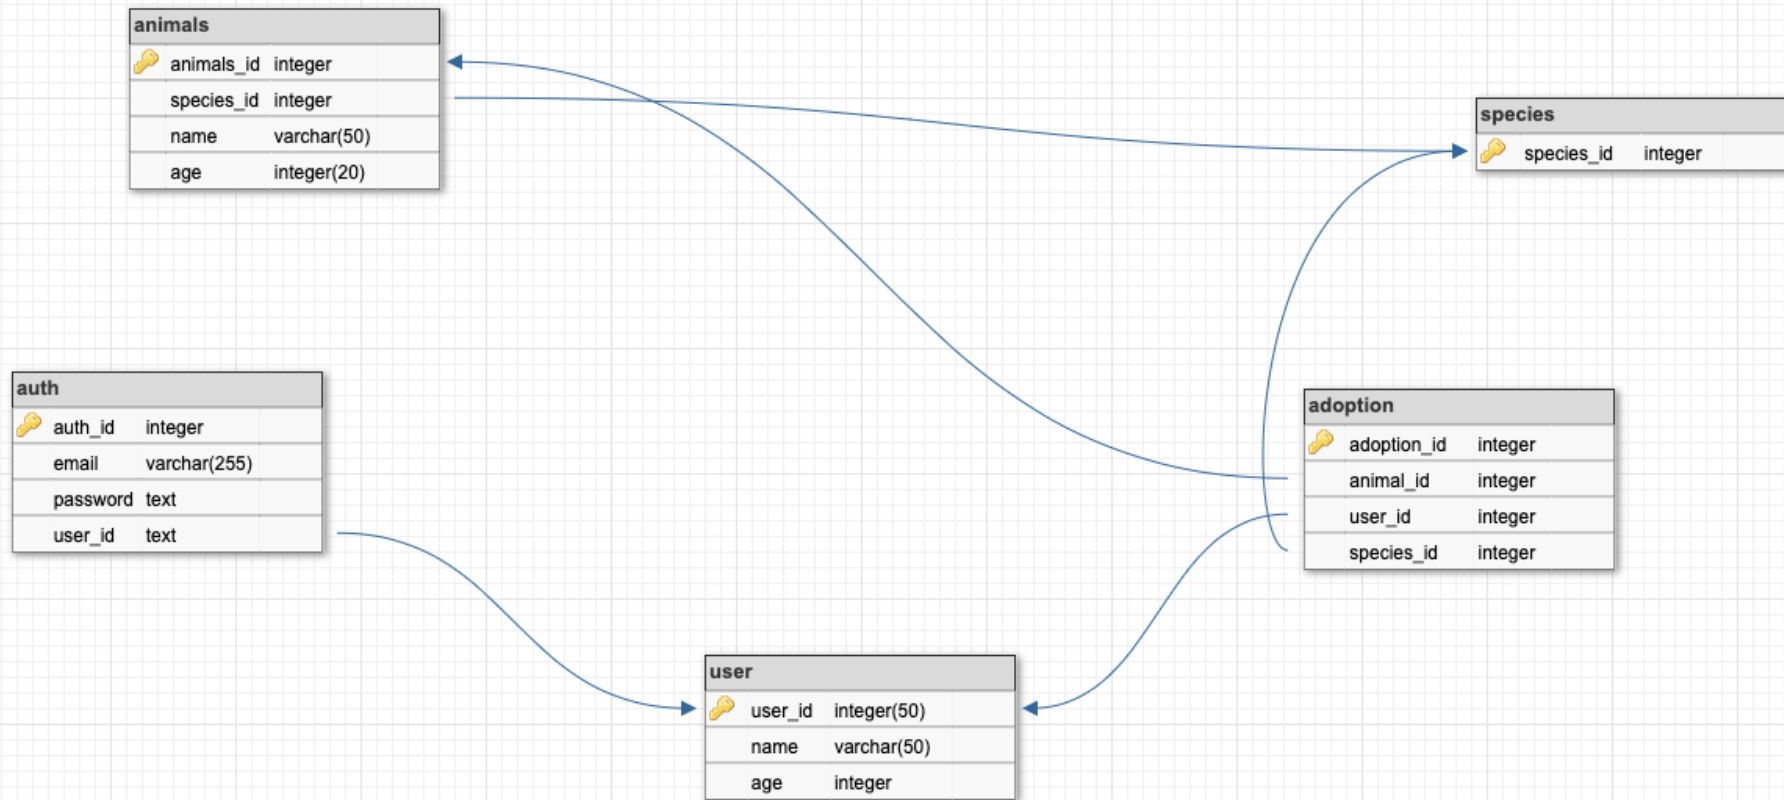 animals
animals_id integer
species_id integer
name varchar(50)
age integer(20)
species
species_id integer
auth
auth_id integer
email varchar(255)
password text
user_id text
adoption
adoption_id integer
animal_id integer
user_id integer
species_id integer
user
user_id integer(50)
name varchar(50)
age integer